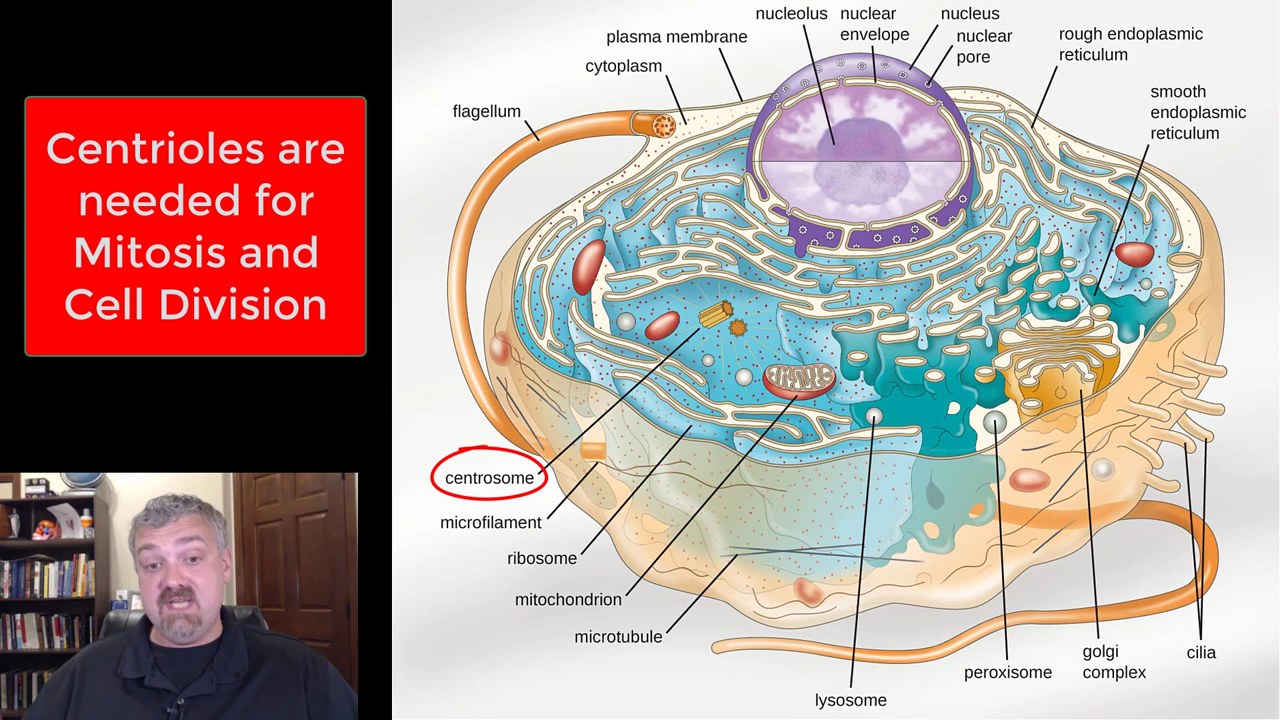 Centrioles are
needed for
Mitosis and
Cell Division
nucleolus
nuclear
envelope
nucleus
nuclear
pore
plasma membrane
cytoplasm
flagellum
rough endoplasmic
reticulum
smooth
endoplasmic
reticulum
centrosome
microfilament
ribosome
mitochondrion
microtubule
lysosome
peroxisome
golgi
complex
cilia